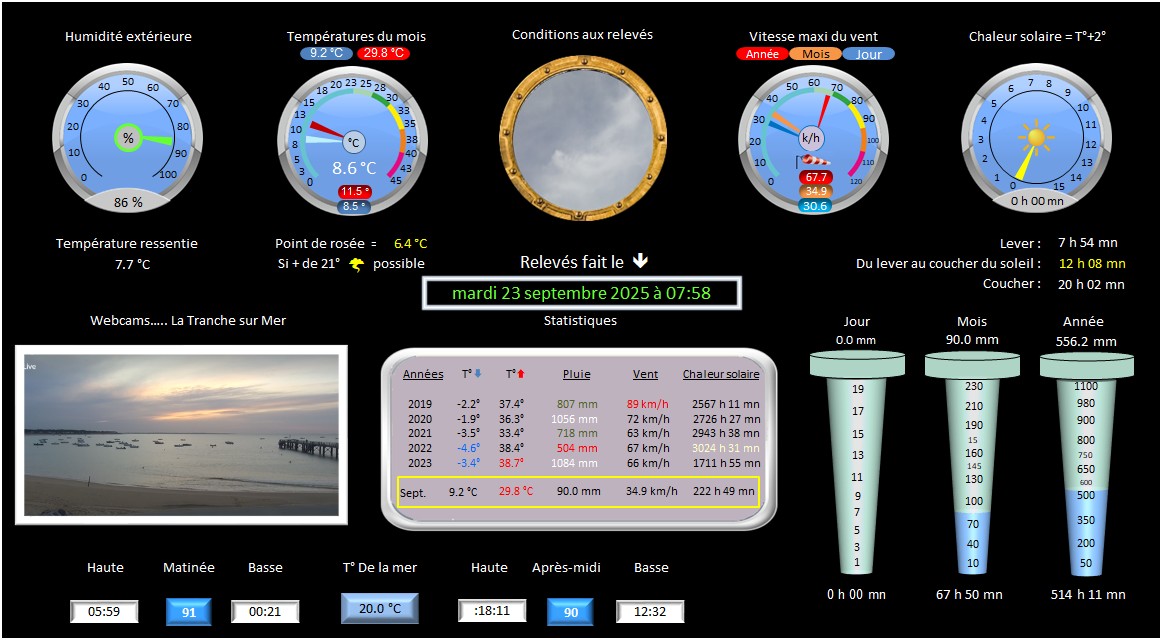 Humidité extérieure
Températures du mois
Conditions aux relevés
Vitesse maxi du vent
Chaleur solaire = T°+2°
9.2 °C 29.8 °C
Année Mois Jour
0 10 20 30 40 50 60 70 80 90 100
%
86 %
0 3 5 8 10 13 15 18 20 23 25 28 30 33 35 38 40 43 45
°C
8.6 °C
11.5 °
8.5 °
0 10 20 30 40 50 60 70 80 90 100 110 120
k/h
67.7
34.9
30.6
0 1 2 3 4 5 6 7 8 9 10 11 12 13 14 15
0 h 00 mn
Température ressentie
7.7 °C
Point de rosée = 6.4 °C
Si + de 21° possible
Relevés fait le
mardi 23 septembre 2025 à 07:58
Lever : 7 h 54 mn
Du lever au coucher du soleil : 12 h 08 mn
Coucher : 20 h 02 mn
Webcams..... La Tranche sur Mer
Live
Statistiques
Années T° T° Pluie Vent Chaleur solaire
2019 -2.2° 37.4° 807 mm 89 km/h 2567 h 11 mn
2020 -1.9° 36.3° 1056 mm 72 km/h 2726 h 27 mn
2021 -3.5° 33.4° 718 mm 63 km/h 2943 h 38 mn
2022 -4.6° 38.4° 504 mm 67 km/h 3024 h 31 mn
2023 -3.4° 38.7° 1084 mm 66 km/h 1711 h 55 mn
Sept. 9.2 °C 29.8 °C 90.0 mm 34.9 km/h 222 h 49 mn
Jour
0.0 mm
19
17
15
13
11
9
7
5
3
1
0 h 00 mn
Mois
90.0 mm
230
210
190
15
160
145
130
100
70
40
10
67 h 50 mn
Année
556.2 mm
1100
980
900
800
750
650
600
500
350
200
50
514 h 11 mn
Haute Matinée Basse
05:59 91 00:21
T° De la mer
20.0 °C
Haute Après-midi Basse
:18:11 90 12:32